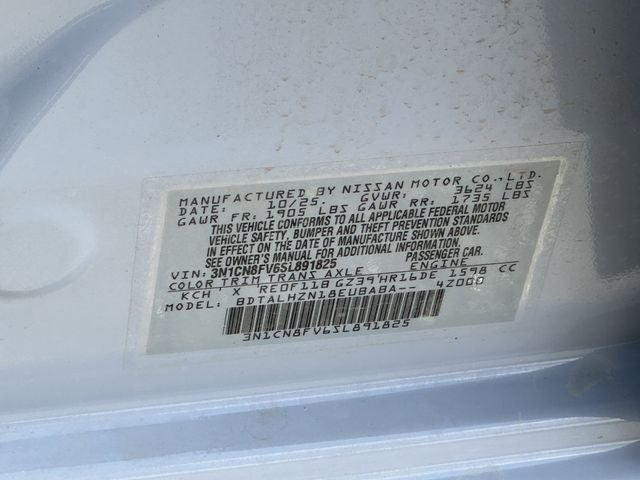 MANUFACTURED BY NISSAN MOTOR CO.,LTD.
DATE: 10/25. GVWR: 3624 LBS
GAWR FR: 1905 LBS GAWR RR: 1735 LBS
THIS VEHICLE CONFORMS TO ALL APPLICABLE FEDERAL MOTOR
VEHICLE SAFETY, BUMPER AND THEFT PREVENTION STANDARDS
IN EFFECT ON THE DATE OF MANUFACTURE SHOWN ABOVE.
SEE OWNER'S MANUAL FOR ADDITIONAL INFORMATION.
VIN: 3N1CN8FV6SL891825 PASSENGER CAR.
COLOR TRIM TRANS AXLE ENGINE
KCH X RE0F11B GZ39 HR16DE 1598 CC
MODEL: BDTALHZN18EUBABA-- 4Z000
3N1CN8FV6SL891825